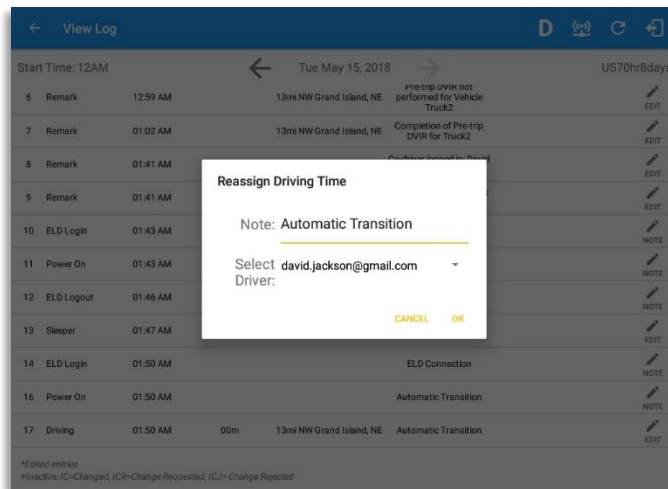 View Log D
Start Time: 12AM Tue May 15, 2018 US70hr8days
6 Remark 12:59 AM 13mi NW Grand Island, NE Pre-trip DVIR not performed for Vehicle Truck2 EDIT
7 Remark 01:02 AM 13mi NW Grand Island, NE Completion of Pre-trip DVIR for Truck2 EDIT
8 Remark 01:41 AM Co-driver logged in: David EDIT
9 Remark 01:41 AM EDIT
10 ELD Login 01:43 AM NOTE
11 Power On 01:43 AM NOTE
12 ELD Logout 01:46 AM NOTE
13 Sleeper 01:47 AM EDIT
14 ELD Login 01:50 AM ELD Connection NOTE
16 Power On 01:50 AM Automatic Transition NOTE
17 Driving 01:50 AM 00m 13mi NW Grand Island, NE Automatic Transition EDIT
*Edited entries
*Inactive: IC=Changed, ICR=Change Requested, ICJ= Change Rejected
Reassign Driving Time
Note: Automatic Transition
Select Driver: david.jackson@gmail.com
CANCEL OK